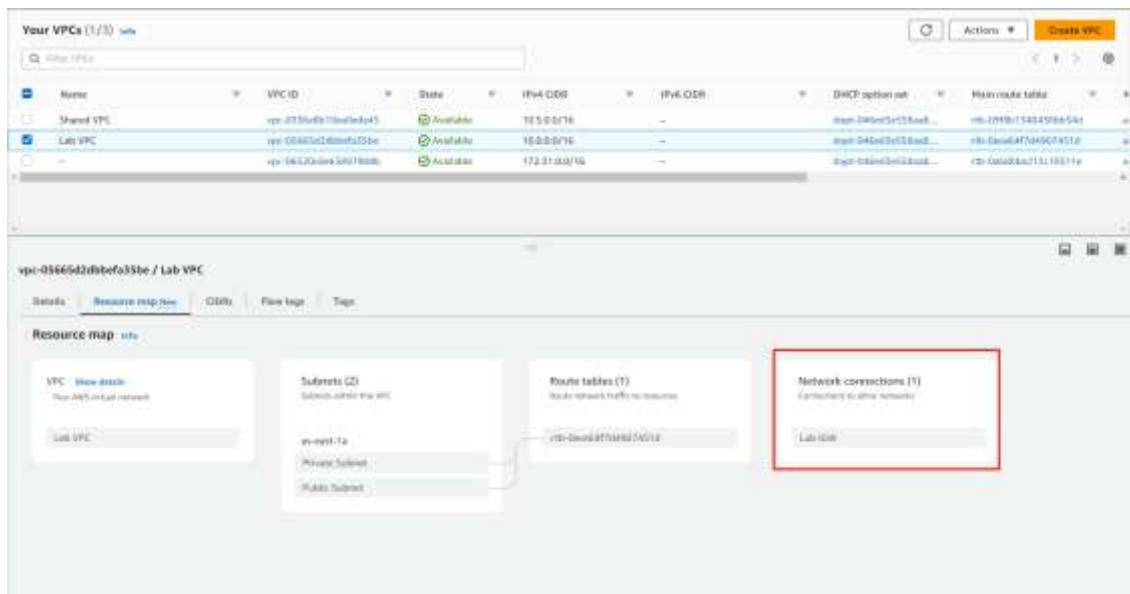 Your VPCs (1/3) Info
Actions
Create VPC
Filter VPCs
1
Name VPC ID State IPv4 CIDR IPv6 CIDR DHCP option set Main route table
Shared VPC Available 10.5.0.0/16 –
Lab VPC Available 10.0.0.0/16 –
– Available 172.31.0.0/16 –
vpc-05665d2dbbefa35be / Lab VPC
Details Resource map New CIDRs Flow logs Tags
Resource map Info
VPC Show details
Your AWS virtual network
Lab VPC
Subnets (2)
Subnets within this VPC
us-east-1a
Private Subnet
Public Subnet
Route tables (1)
Route network traffic to resources
Network connections (1)
Connections to other networks
Lab IGW